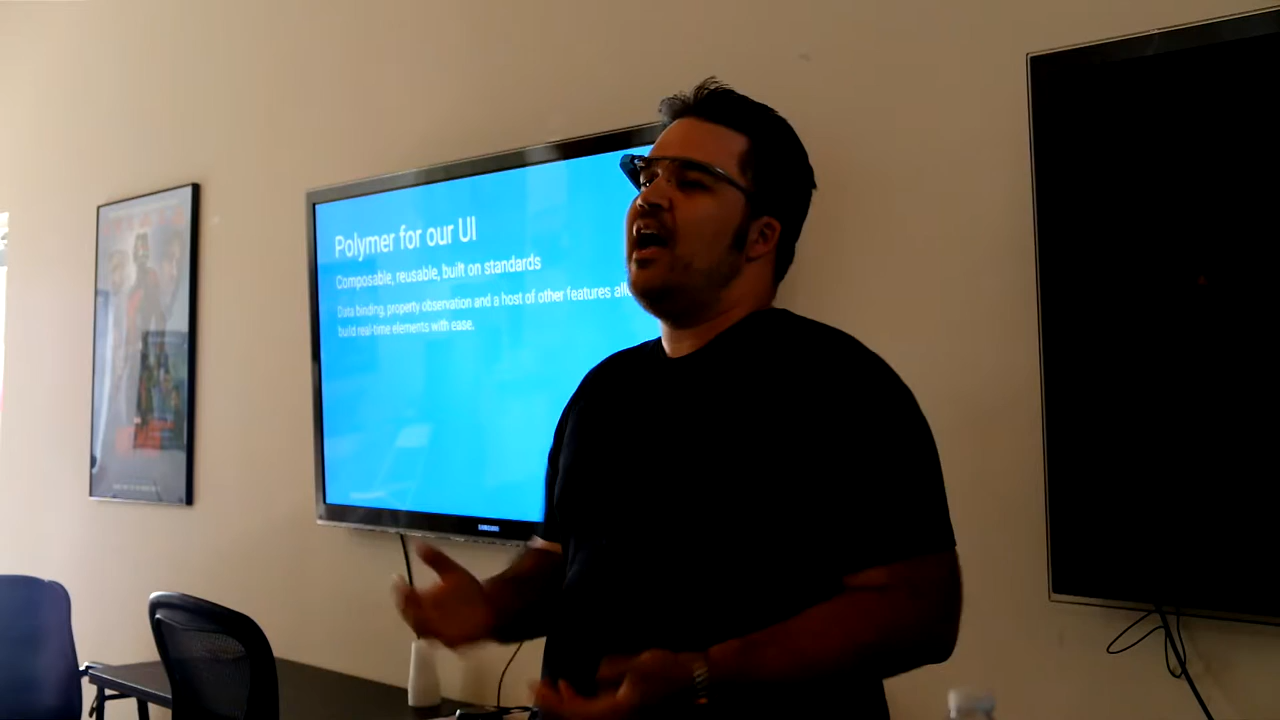 Polymer for our UI
Composable, reusable, built on standards
Data binding, property observation and a host of other features
build real-time elements with ease.
SAMSUNG